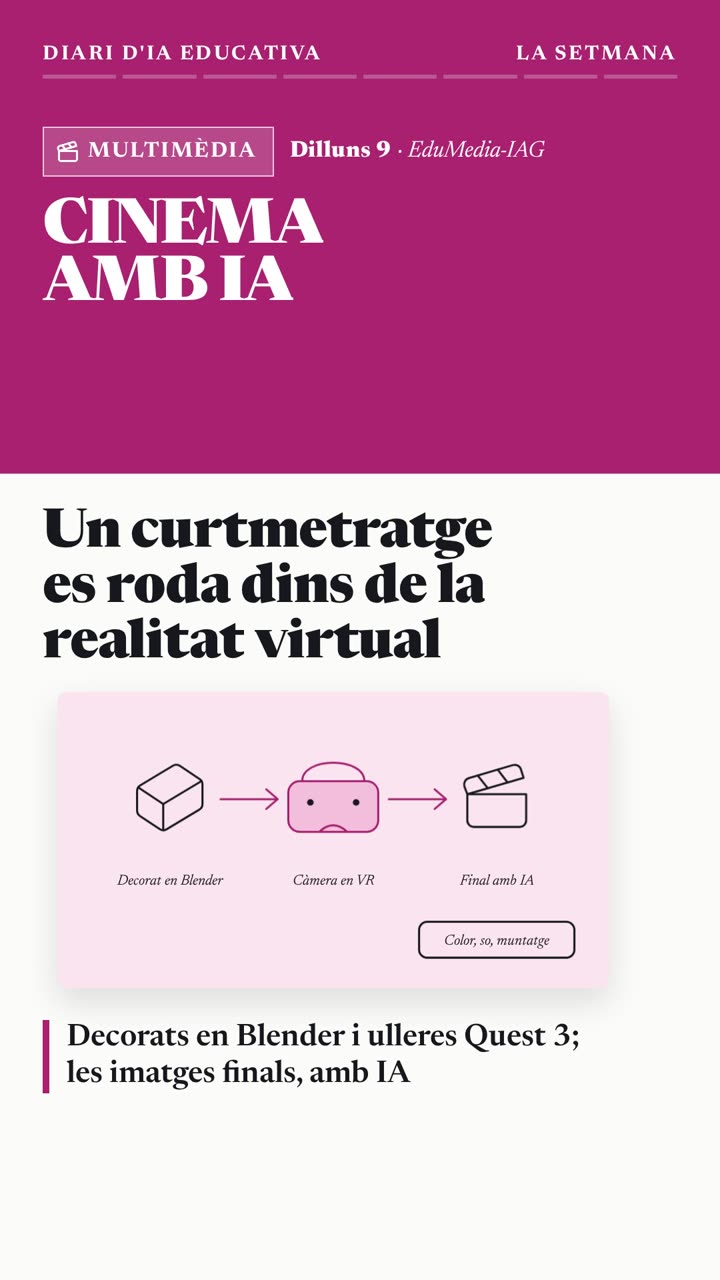 DIARI D'IA EDUCATIVA
LA SETMANA
MULTIMÈDIA
Dilluns 9 · EduMedia-IAG
CINEMA
AMB IA
Un curtmetratge
es roda dins de la
realitat virtual
Decorat en Blender
Càmera en VR
Final amb IA
Color, so, muntatge
Decorats en Blender i ulleres Quest 3;
les imatges finals, amb IA